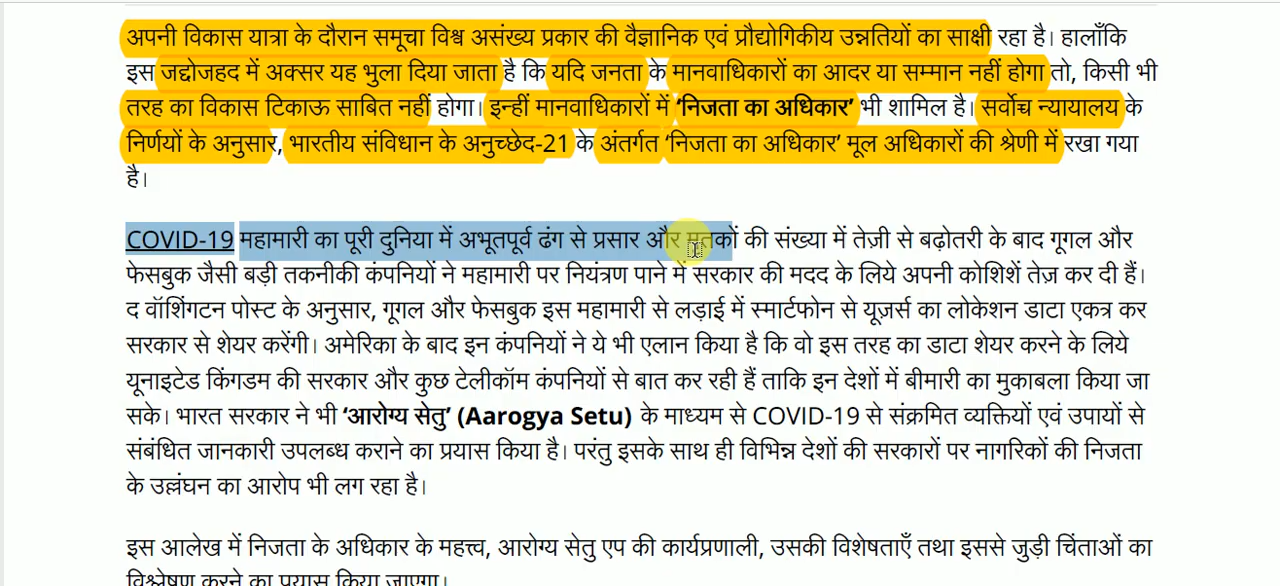 अपनी विकास यात्रा के दौरान समूचा विश्व असंख्य प्रकार की वैज्ञानिक एवं प्रौद्योगिकीय उन्नतियों का साक्षी रहा है। हालाँकि
इस जद्दोजहद में अक्सर यह भुला दिया जाता है कि यदि जनता के मानवाधिकारों का आदर या सम्मान नहीं होगा तो, किसी भी
तरह का विकास टिकाऊ साबित नहीं होगा। इन्हीं मानवाधिकारों में ‘निजता का अधिकार’ भी शामिल है। सर्वोच्च न्यायालय के
निर्णयों के अनुसार, भारतीय संविधान के अनुच्छेद-21 के अंतर्गत ‘निजता का अधिकार’ मूल अधिकारों की श्रेणी में रखा गया
है।
COVID-19 महामारी का पूरी दुनिया में अभूतपूर्व ढंग से प्रसार और मृतकों की संख्या में तेज़ी से बढ़ोतरी के बाद गूगल और
फेसबुक जैसी बड़ी तकनीकी कंपनियों ने महामारी पर नियंत्रण पाने में सरकार की मदद के लिये अपनी कोशिशें तेज़ कर दी हैं।
द वॉशिंगटन पोस्ट के अनुसार, गूगल और फेसबुक इस महामारी से लड़ाई में स्मार्टफोन से यूज़र्स का लोकेशन डाटा एकत्र कर
सरकार से शेयर करेंगी। अमेरिका के बाद इन कंपनियों ने ये भी एलान किया है कि वो इस तरह का डाटा शेयर करने के लिये
यूनाइटेड किंगडम की सरकार और कुछ टेलीकॉम कंपनियों से बात कर रही हैं ताकि इन देशों में बीमारी का मुकाबला किया जा
सके। भारत सरकार ने भी ‘आरोग्य सेतु’ (Aarogya Setu) के माध्यम से COVID-19 से संक्रमित व्यक्तियों एवं उपायों से
संबंधित जानकारी उपलब्ध कराने का प्रयास किया है। परंतु इसके साथ ही विभिन्न देशों की सरकारों पर नागरिकों की निजता
के उल्लंघन का आरोप भी लग रहा है।
इस आलेख में निजता के अधिकार के महत्त्व, आरोग्य सेतु एप की कार्यप्रणाली, उसकी विशेषताएँ तथा इससे जुड़ी चिंताओं का
विश्लेषण करने का प्रयास किया जाएगा।